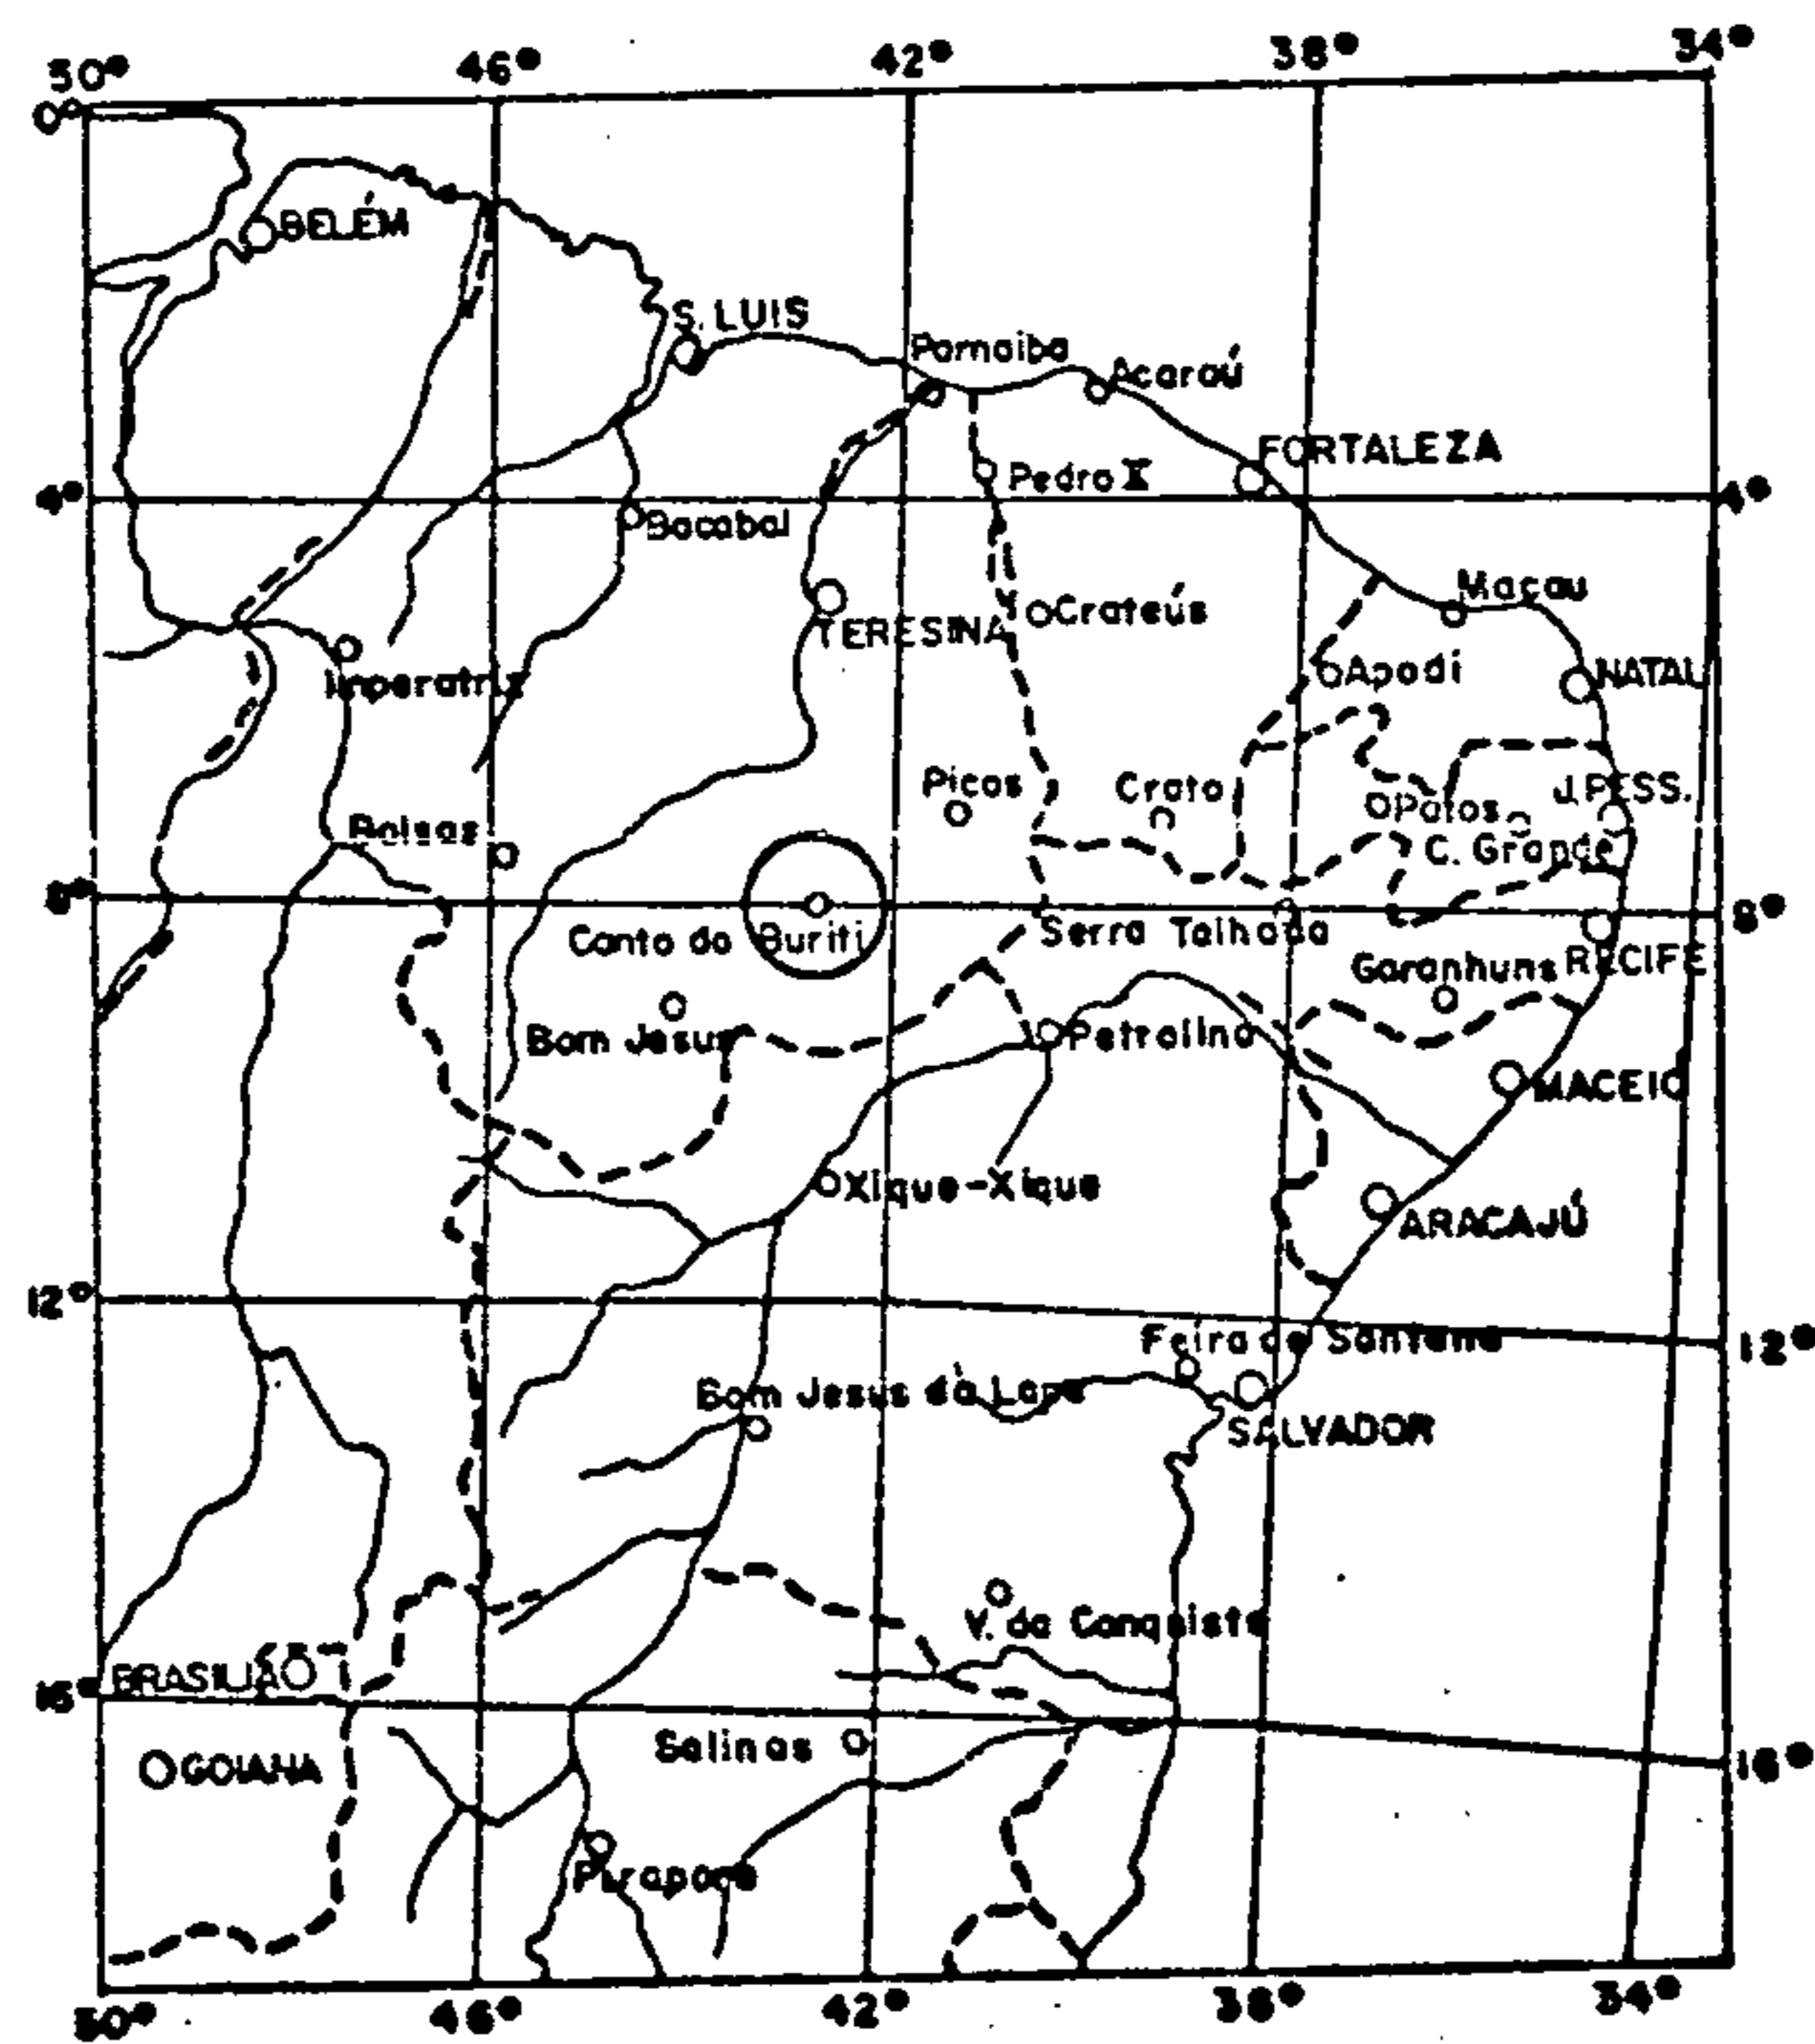 50° 46° 42° 38° 34°
0°
BELÉM
S. LUIS
Parnaiba
Acaraú
FORTALEZA
Pedro II
4° 4°
Bacabal
Macau
TERESINA
Crateús
Apodi
NATAL
Imperatriz
Picos
Crato
Patos
J. PESS.
Balsas
C. Grande
8° 8°
Canto do Buriti
Serra Talhada
Garanhuns
RECIFE
Bom Jesus
Petrolina
MACEIO
Xique-Xique
ARACAJÚ
12° 12°
Feira de Santana
Bom Jesus da Lapa
SALVADOR
V. da Conquista
BRASILIA
16° 16°
Salinas
GOIANA
Pirapora
50° 46° 42° 38° 34°